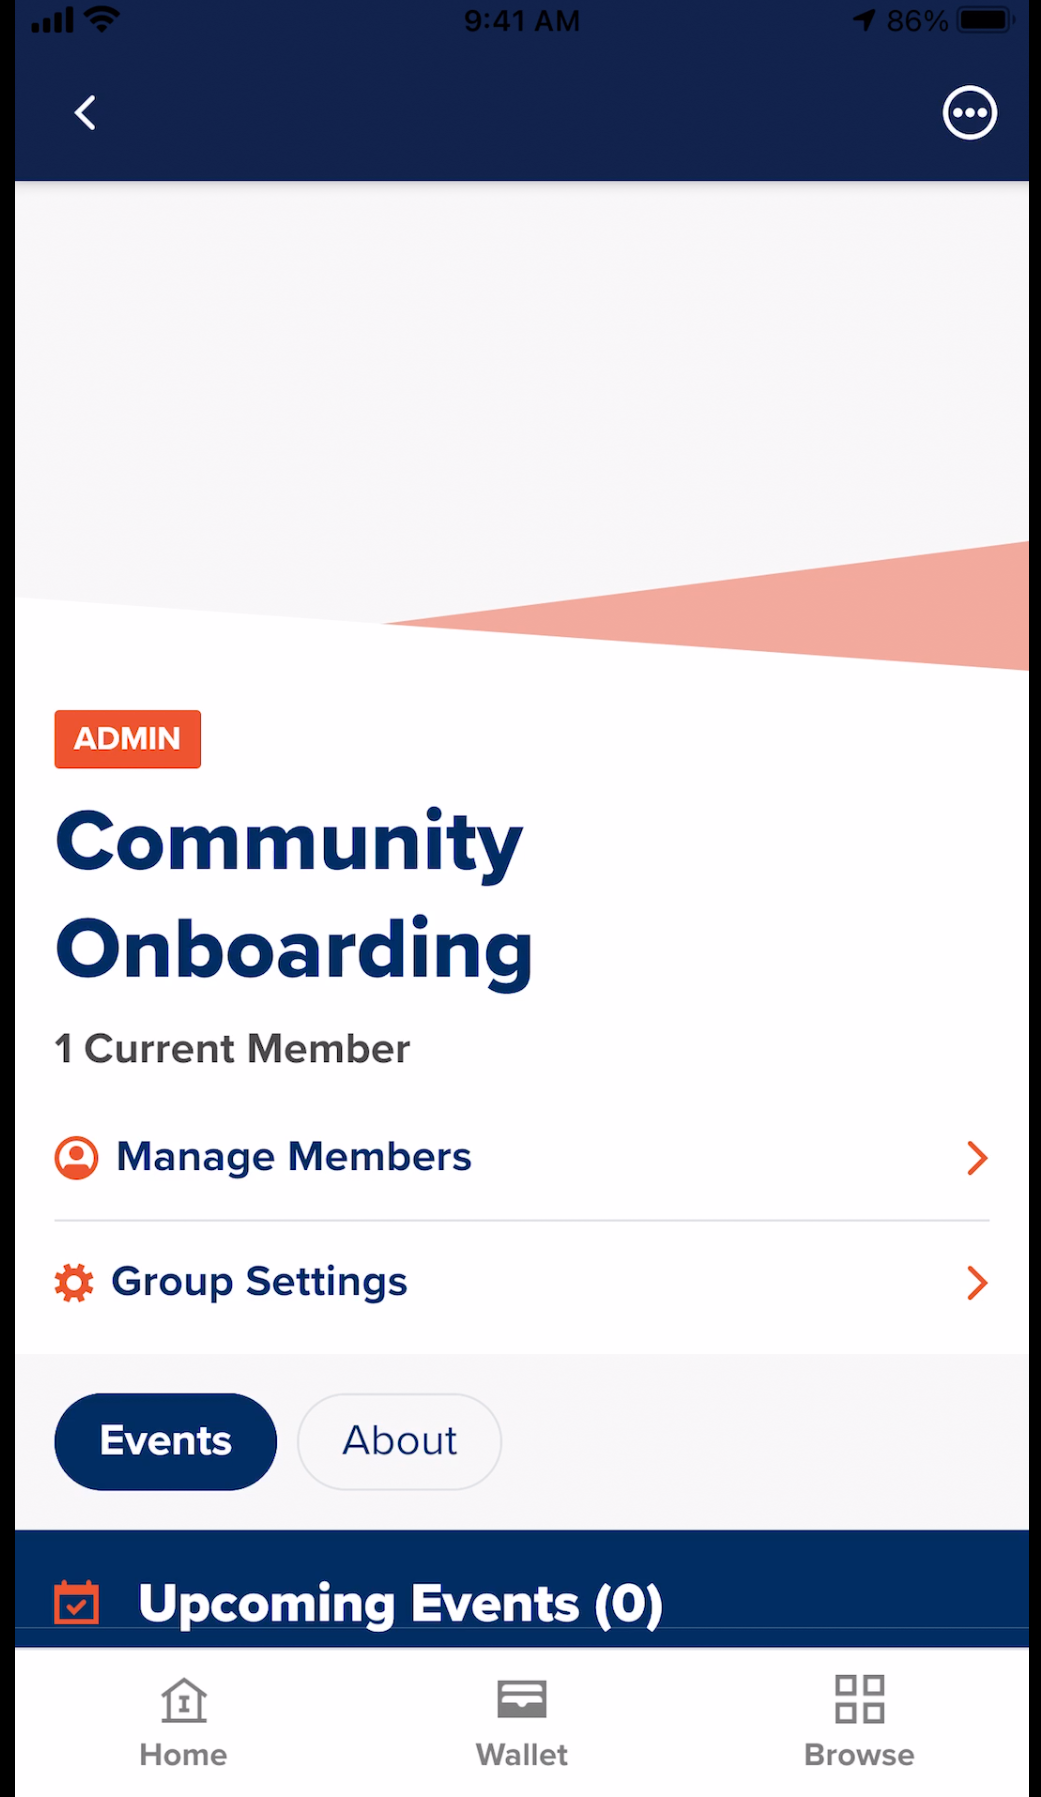 9:41 AM
86%
ADMIN
Community
Onboarding
1 Current Member
Manage Members
Group Settings
Events
About
Upcoming Events (0)
Home
Wallet
Browse